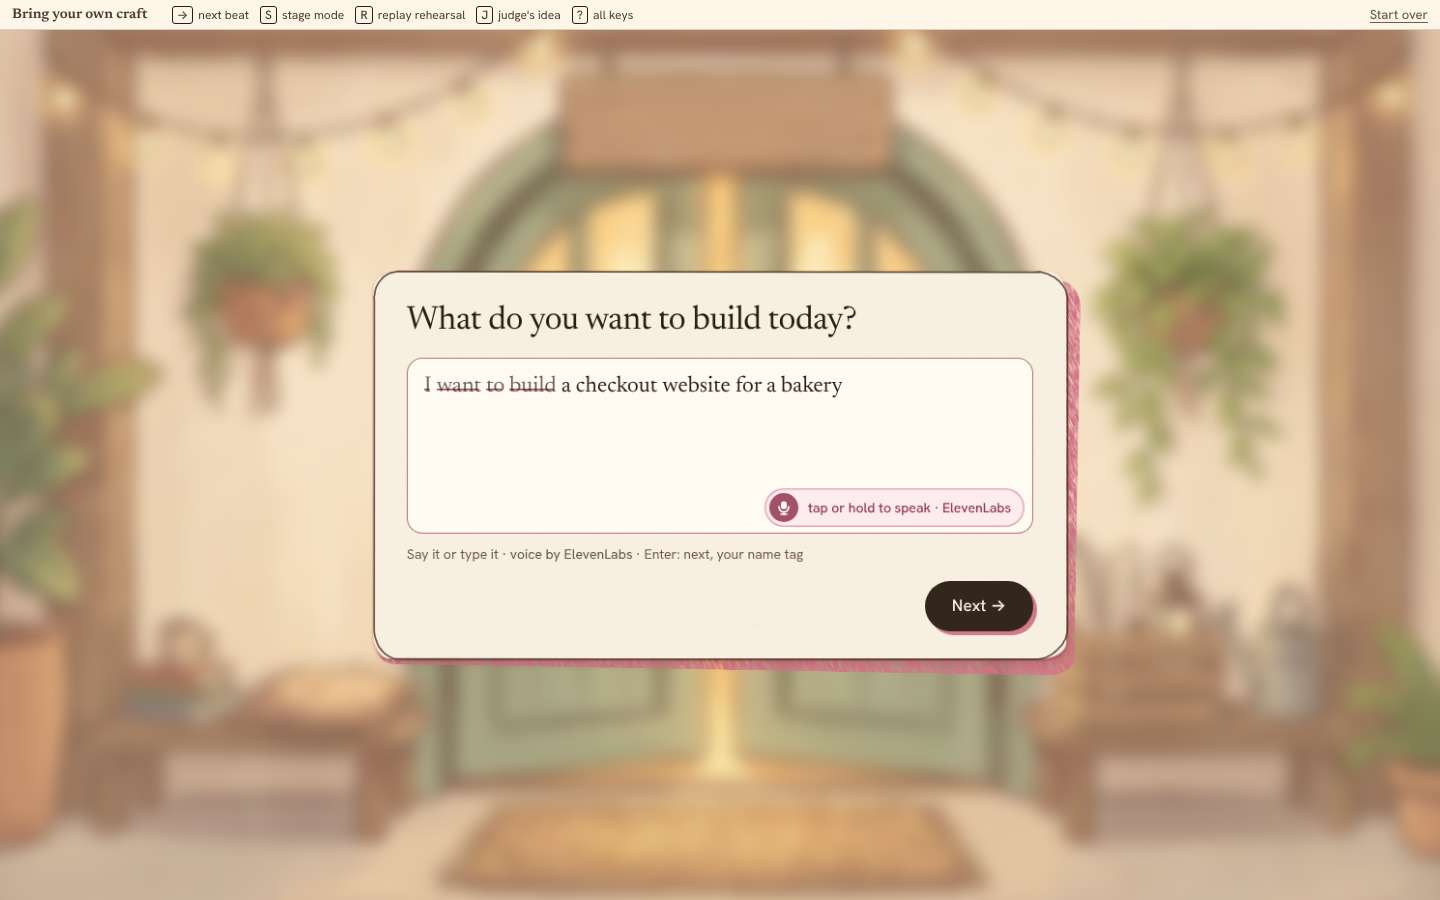 Bring your own craft → next beat S stage mode R replay rehearsal J judge's idea ? all keys Start over
What do you want to build today?
I want to build a checkout website for a bakery
tap or hold to speak · ElevenLabs
Say it or type it · voice by ElevenLabs · Enter: next, your name tag
Next →